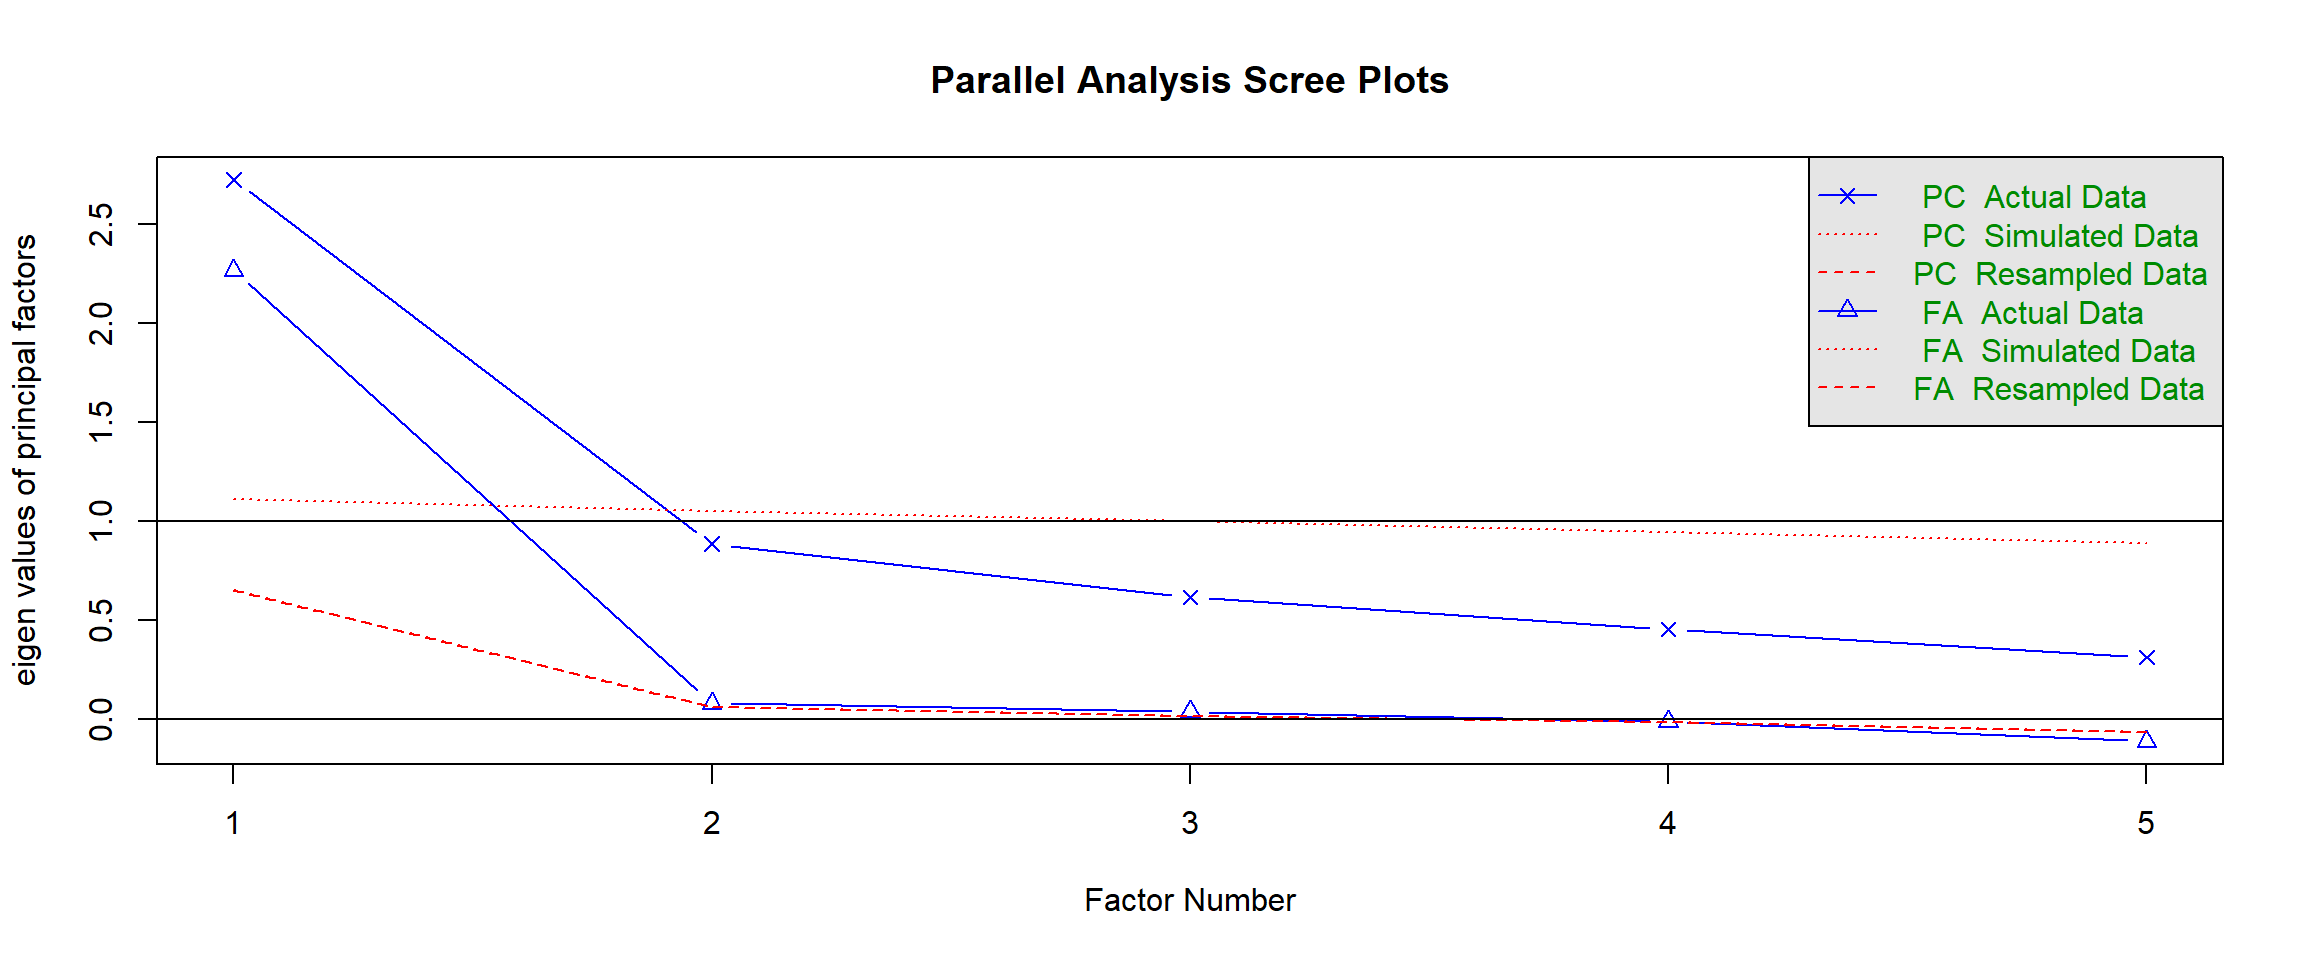 Parallel Analysis Scree Plots
eigen values of principal factors
2.5
2.0
1.5
1.0
0.5
0.0
PC Actual Data
PC Simulated Data
PC Resampled Data
FA Actual Data
FA Simulated Data
FA Resampled Data
1 2 3 4 5
Factor Number